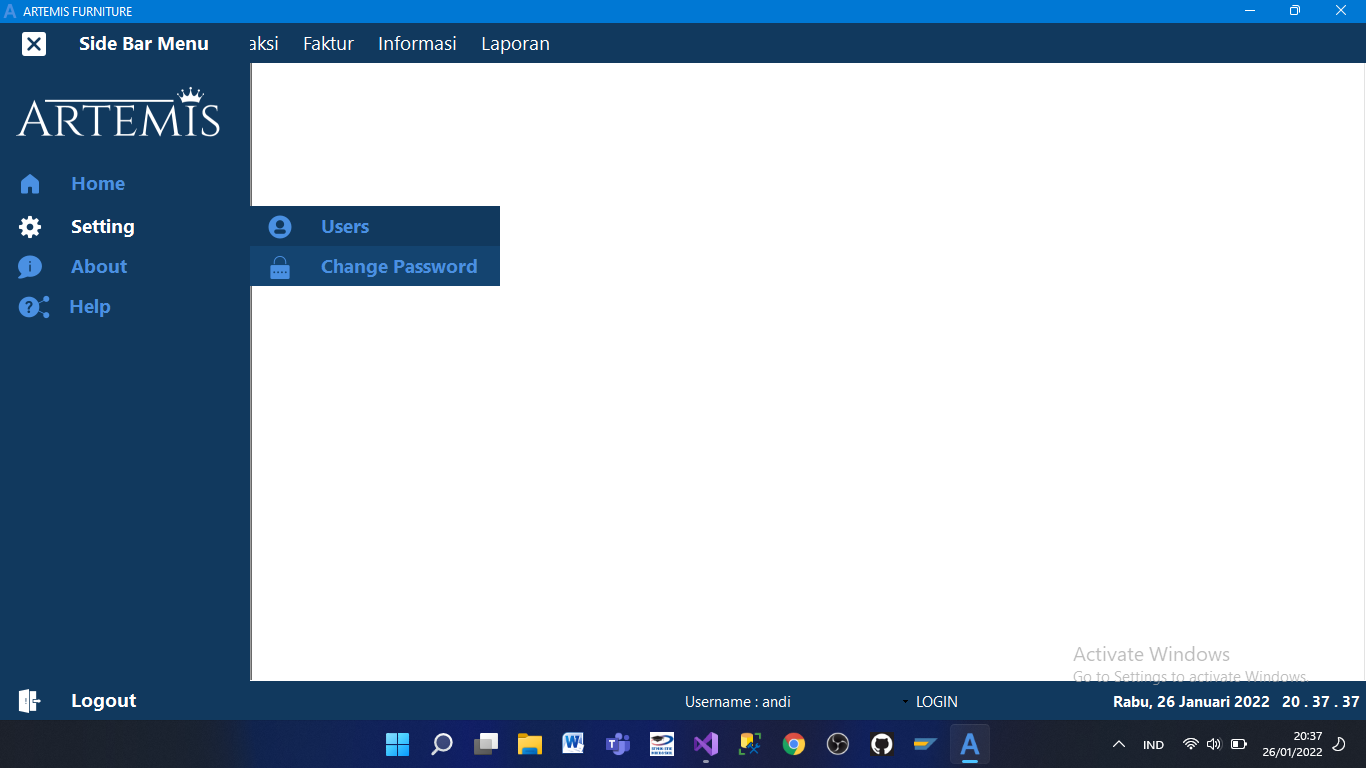 ARTEMIS FURNITURE
Side Bar Menu
aksi Faktur Informasi Laporan
ARTEMIS
Home
Setting
Users
About
Change Password
Help
Activate Windows
Go to Settings to activate Windows.
Logout
Username : andi
LOGIN
Rabu, 26 Januari 2022 20 . 37 . 37
IND
20:37
26/01/2022